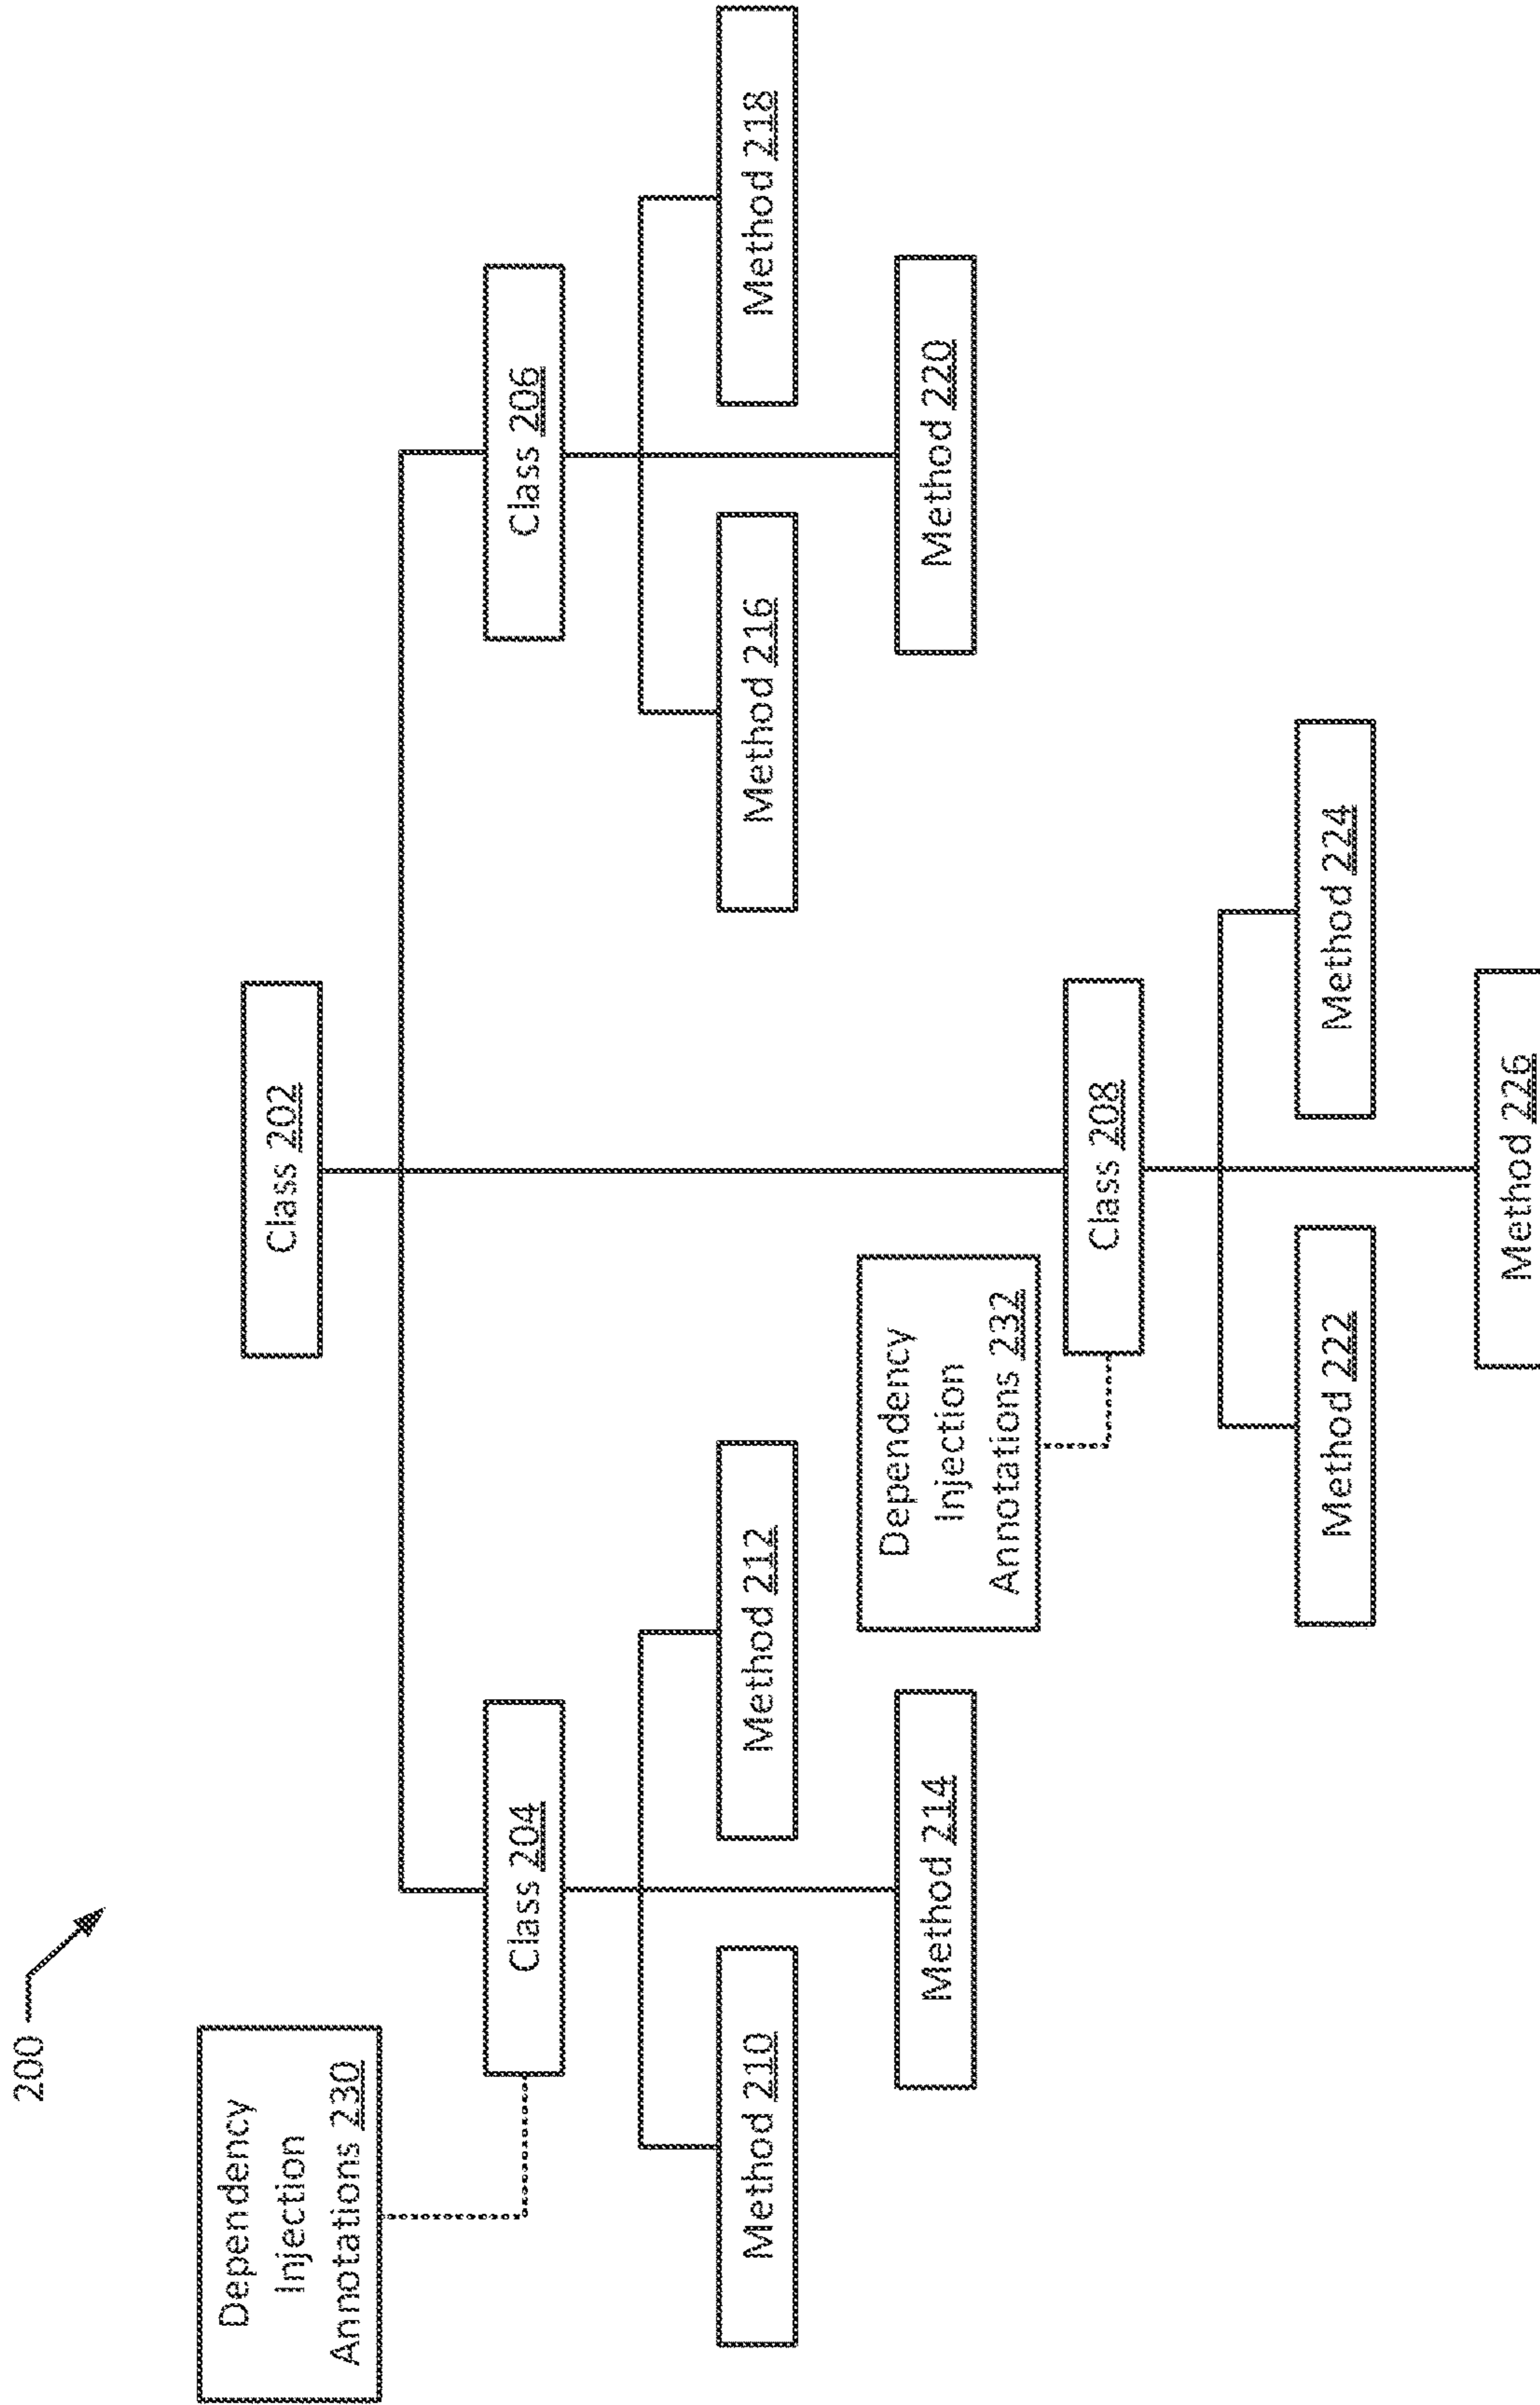 200
Dependency
Injection
Annotations 230
Class 202
Class 204
Class 206
Method 210
Method 212
Method 216
Method 218
Method 214
Method 220
Dependency
Injection
Annotations 232
Class 208
Method 222
Method 224
Method 226